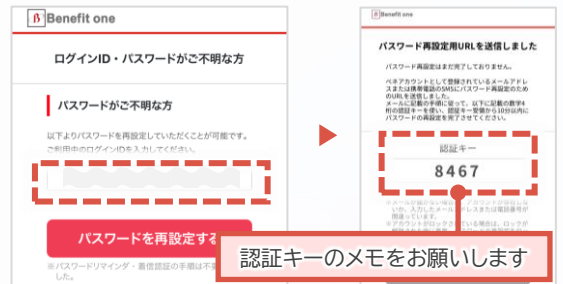 Benefit one
ログインID・パスワードがご不明な方
パスワードがご不明な方
以下よりパスワードを再設定していただくことが可能です。
ご利用中のログインIDを入力してください。
パスワードを再設定する
※パスワードリマインダ・着信認証の手順は不
した。
Benefit one
パスワード再設定用URLを送信しました
パスワード再設定はまだ完了しておりません。
ベネアカウントとして登録されているメールアドレ
スまたは携帯電話のSMSにパスワード再設定のため
のURLを送信しました。
メールに記載の手順に従って、以下に記載の数字4
桁の認証キーを使い、認証キー受領から10分以内に
パスワードの再設定を完了させてください。
認証キー
8467
認証キーのメモをお願いします